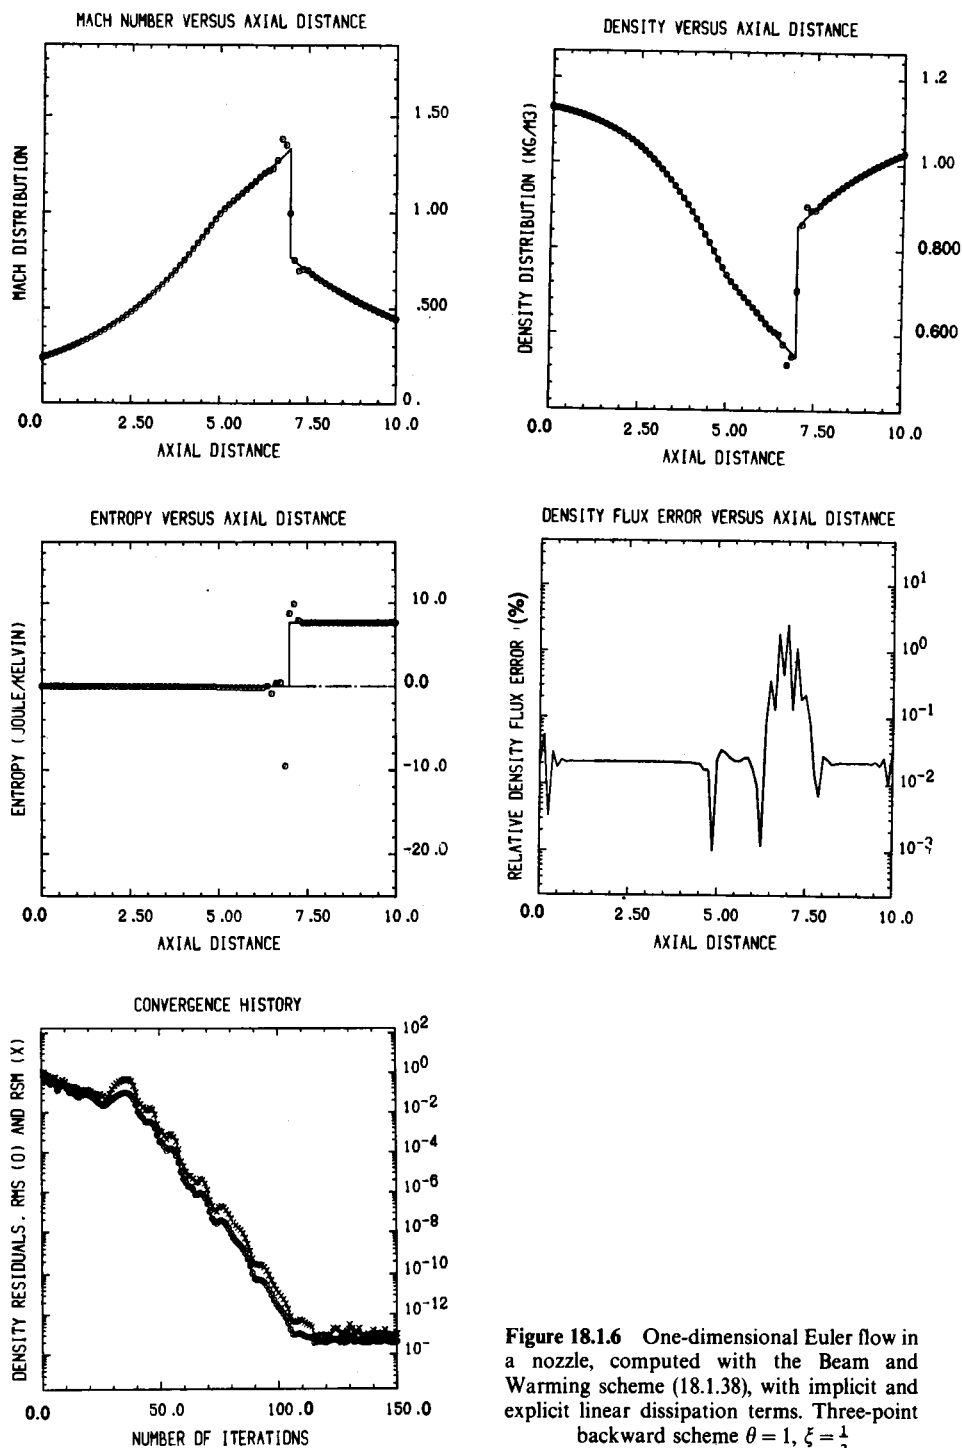 MACH NUMBER VERSUS AXIAL DISTANCE
MACH DISTRIBUTION
1.50
1.00
.500
0.
0.0 2.50 5.00 7.50 10.0
AXIAL DISTANCE
DENSITY VERSUS AXIAL DISTANCE
DENSITY DISTRIBUTION (KG/M3)
1.2
1.00
0.800
0.600
0.0 2.50 5.00 7.50 10.0
AXIAL DISTANCE
ENTROPY VERSUS AXIAL DISTANCE
ENTROPY (JOULE/KELVIN)
10.0
0.0
-10.0
-20.0
0.0 2.50 5.00 7.50 10.0
AXIAL DISTANCE
DENSITY FLUX ERROR VERSUS AXIAL DISTANCE
RELATIVE DENSITY FLUX ERROR (%)
10¹
10⁰
10⁻¹
10⁻²
10⁻³
0.0 2.50 5.00 7.50 10.0
AXIAL DISTANCE
CONVERGENCE HISTORY
DENSITY RESIDUALS. RMS (O) AND RSM (X)
10²
10⁰
10⁻²
10⁻⁴
10⁻⁶
10⁻⁸
10⁻¹⁰
10⁻¹²
10⁻
0.0 50.0 100.0 150.0
NUMBER OF ITERATIONS
Figure 18.1.6 One-dimensional Euler flow in
a nozzle, computed with the Beam and
Warming scheme (18.1.38), with implicit and
explicit linear dissipation terms. Three-point
backward scheme θ = 1, ξ = ½